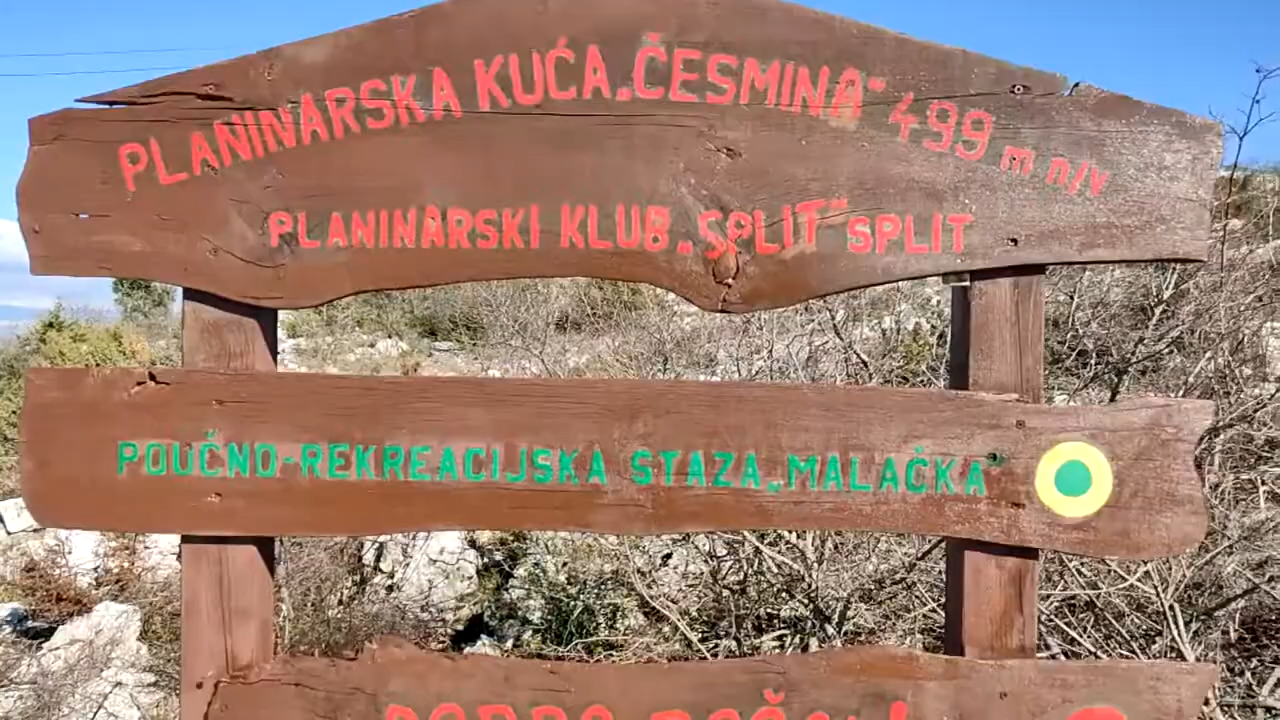 PLANINARSKA KUĆA „ČESMINA“ 499 m n/v
PLANINARSKI KLUB „SPLIT“ SPLIT
POUČNO-REKREACIJSKA STAZA „MALAČKA“